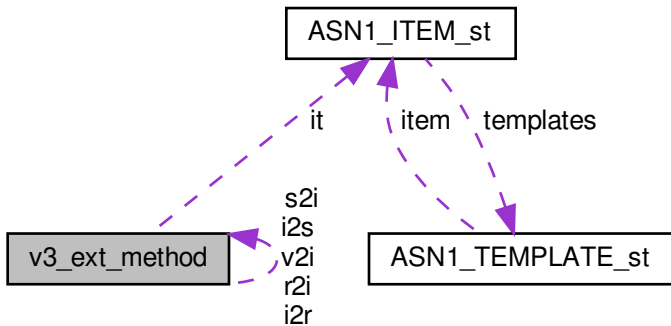 ASN1_ITEM_st
it
item
templates
s2i
i2s
v2i
r2i
i2r
v3_ext_method
ASN1_TEMPLATE_st